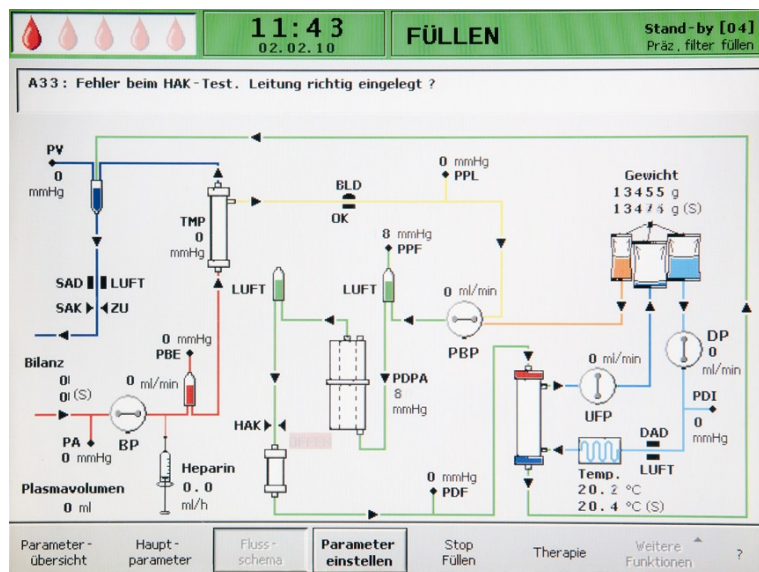 11:43
02.02.10
FÜLLEN
Stand-by [04]
Präz. filter füllen
A33: Fehler beim HAK-Test. Leitung richtig eingelegt ?
PV
0
mmHg
TMP
0
mmHg
BLD
OK
0 mmHg
PPL
8 mmHg
PPF
Gewicht
13455 g
g (S)
SAD LUFT
SAK ZU
LUFT
LUFT
0 ml/min
PBP
0 mmHg
PBE
Bilanz
(S)
0 ml/min
BP
PA
0 mmHg
Heparin
0.0
ml/h
Plasmavolumen
0 ml
HAK
PDPA
8
mmHg
0 mmHg
PDF
0 ml/min
UFP
DP
0
ml/min
PDI
0
mmHg
DAD
LUFT
Temp.
20.2 °C
20.4 °C (S)
Parameter-
übersicht
Haupt-
parameter
Fluss-
schema
Parameter
einstellen
Stop
Füllen
Therapie
Weitere
Funktionen
?